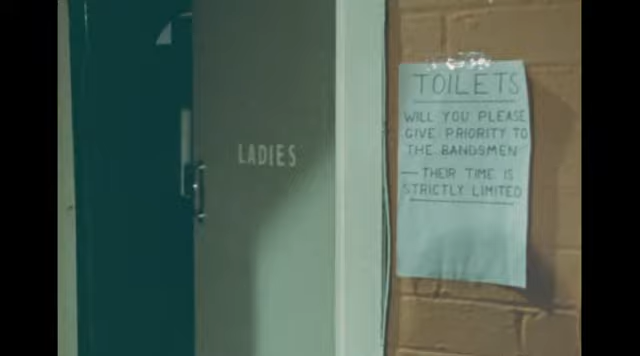 LADIES
TOILETS
WILL YOU PLEASE
GIVE PRIORITY TO
THE BANDSMEN
— THEIR TIME IS
STRICTLY LIMITED